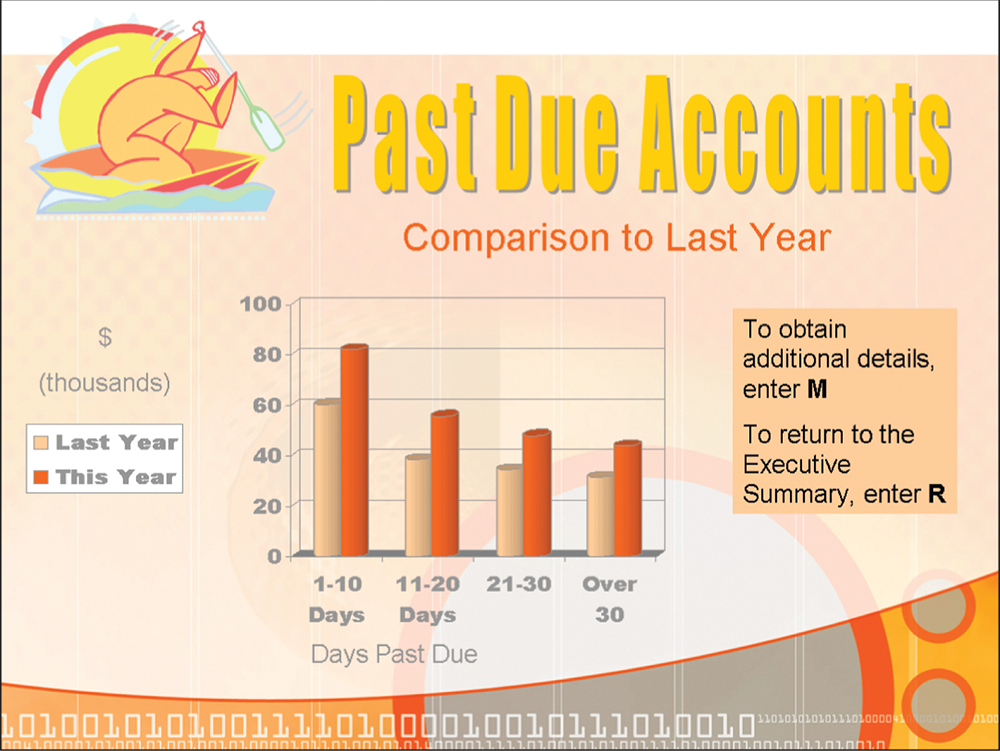 Past Due Accounts
Comparison to Last Year
$
(thousands)
Last Year
This Year
100
80
60
40
20
0
1-10
Days
11-20
Days
21-30
Over
30
Days Past Due
To obtain
additional details,
enter M
To return to the
Executive
Summary, enter R